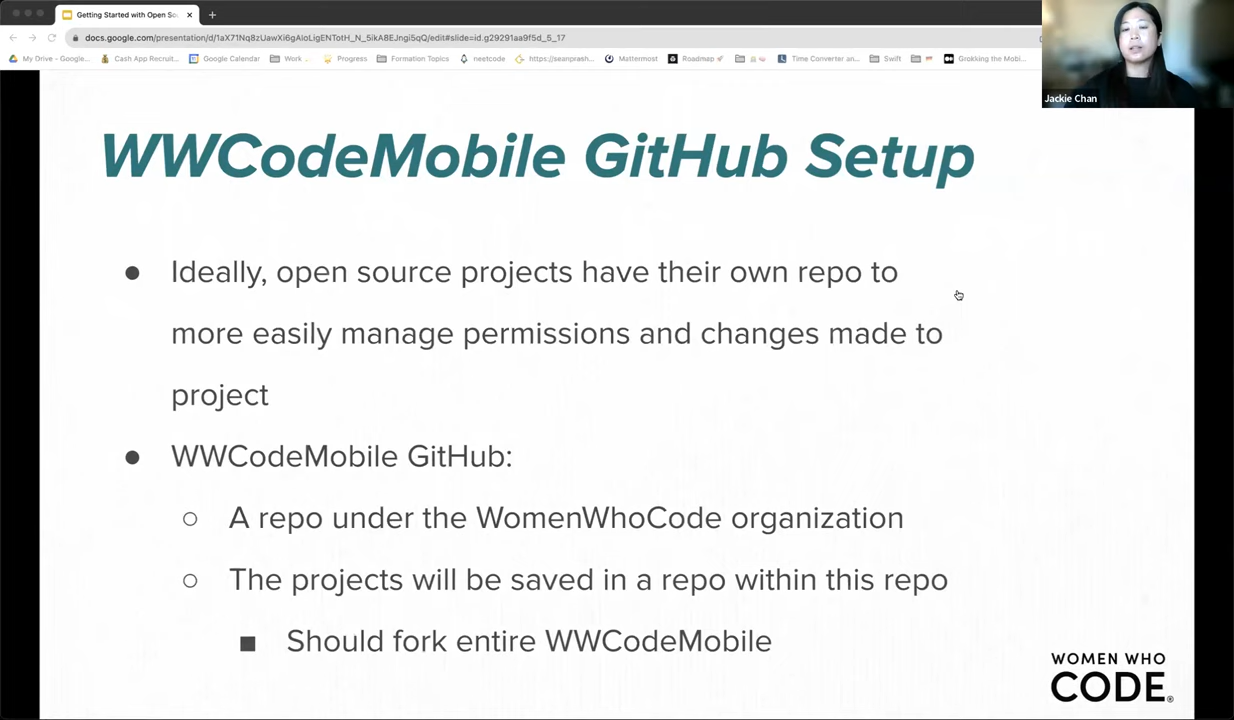 Getting Started with Open So
docs.google.com/presentation/d/1aX71Nq8zUawXi6gAloLigENTotH_N_5ikA8EJngi5qQ/edit#slide=id.g29291aa9f5d_5_17
My Drive - Google... Cash App Recruit... Google Calendar Work Progress Formation Topics neetcode https://seanprash... Mattermost Roadmap Time Converter an... Swift Grokking the Mobi...
Jackie Chan
WWCodeMobile GitHub Setup
● Ideally, open source projects have their own repo to
more easily manage permissions and changes made to
project
● WWCodeMobile GitHub:
○ A repo under the WomenWhoCode organization
○ The projects will be saved in a repo within this repo
■ Should fork entire WWCodeMobile
WOMEN WHO
CODE®